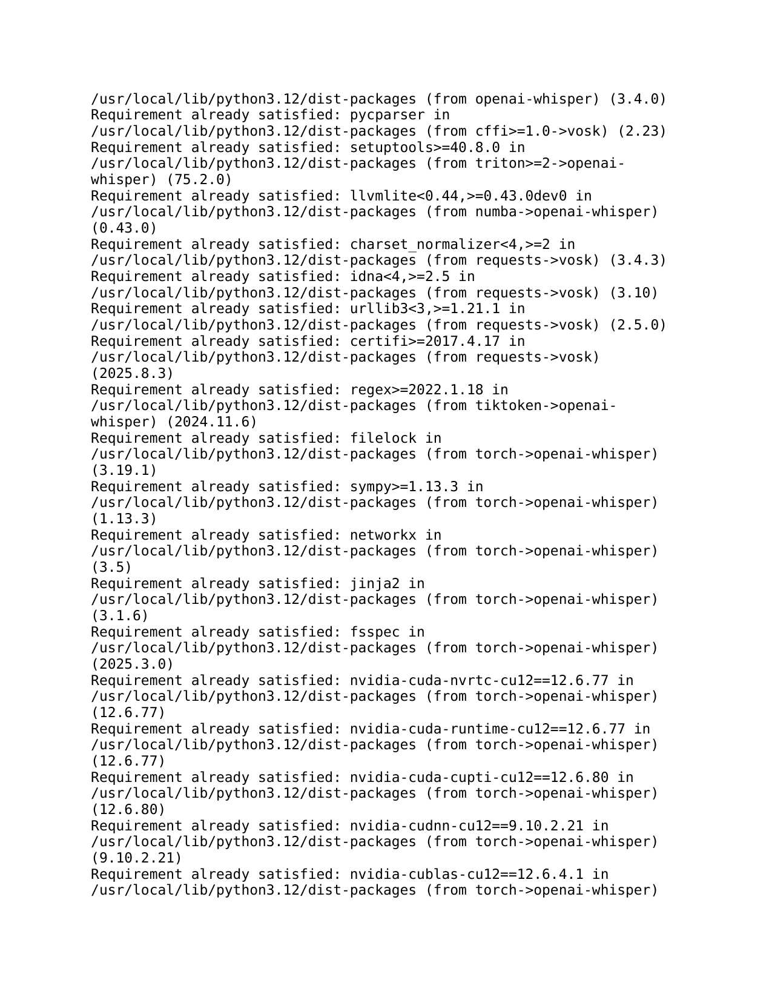 /usr/local/lib/python3.12/dist-packages (from openai-whisper) (3.4.0)
Requirement already satisfied: pycparser in
/usr/local/lib/python3.12/dist-packages (from cffi>=1.0->vosk) (2.23)
Requirement already satisfied: setuptools>=40.8.0 in
/usr/local/lib/python3.12/dist-packages (from triton>=2->openai-
whisper) (75.2.0)
Requirement already satisfied: llvmlite<0.44,>=0.43.0dev0 in
/usr/local/lib/python3.12/dist-packages (from numba->openai-whisper)
(0.43.0)
Requirement already satisfied: charset_normalizer<4,>=2 in
/usr/local/lib/python3.12/dist-packages (from requests->vosk) (3.4.3)
Requirement already satisfied: idna<4,>=2.5 in
/usr/local/lib/python3.12/dist-packages (from requests->vosk) (3.10)
Requirement already satisfied: urllib3<3,>=1.21.1 in
/usr/local/lib/python3.12/dist-packages (from requests->vosk) (2.5.0)
Requirement already satisfied: certifi>=2017.4.17 in
/usr/local/lib/python3.12/dist-packages (from requests->vosk)
(2025.8.3)
Requirement already satisfied: regex>=2022.1.18 in
/usr/local/lib/python3.12/dist-packages (from tiktoken->openai-
whisper) (2024.11.6)
Requirement already satisfied: filelock in
/usr/local/lib/python3.12/dist-packages (from torch->openai-whisper)
(3.19.1)
Requirement already satisfied: sympy>=1.13.3 in
/usr/local/lib/python3.12/dist-packages (from torch->openai-whisper)
(1.13.3)
Requirement already satisfied: networkx in
/usr/local/lib/python3.12/dist-packages (from torch->openai-whisper)
(3.5)
Requirement already satisfied: jinja2 in
/usr/local/lib/python3.12/dist-packages (from torch->openai-whisper)
(3.1.6)
Requirement already satisfied: fsspec in
/usr/local/lib/python3.12/dist-packages (from torch->openai-whisper)
(2025.3.0)
Requirement already satisfied: nvidia-cuda-nvrtc-cu12==12.6.77 in
/usr/local/lib/python3.12/dist-packages (from torch->openai-whisper)
(12.6.77)
Requirement already satisfied: nvidia-cuda-runtime-cu12==12.6.77 in
/usr/local/lib/python3.12/dist-packages (from torch->openai-whisper)
(12.6.77)
Requirement already satisfied: nvidia-cuda-cupti-cu12==12.6.80 in
/usr/local/lib/python3.12/dist-packages (from torch->openai-whisper)
(12.6.80)
Requirement already satisfied: nvidia-cudnn-cu12==9.10.2.21 in
/usr/local/lib/python3.12/dist-packages (from torch->openai-whisper)
(9.10.2.21)
Requirement already satisfied: nvidia-cublas-cu12==12.6.4.1 in
/usr/local/lib/python3.12/dist-packages (from torch->openai-whisper)